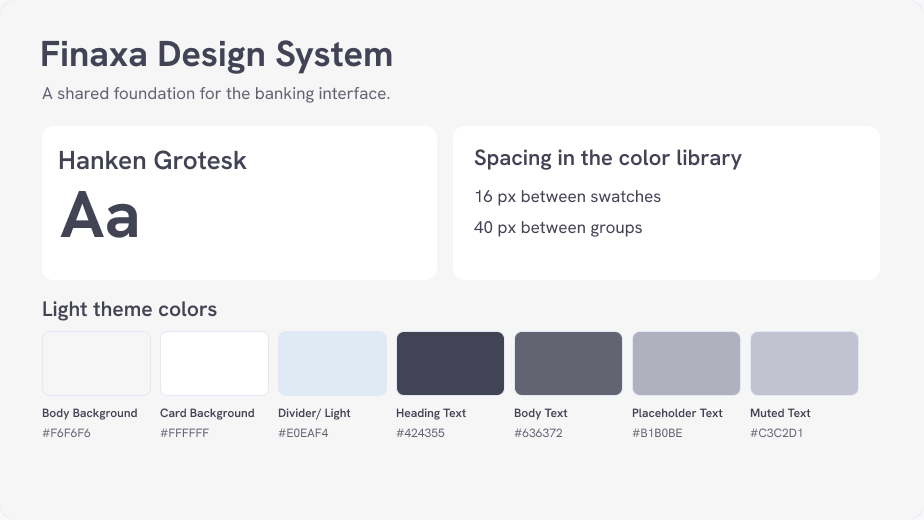 Finaxa Design System
A shared foundation for the banking interface.
Hanken Grotesk
Aa
Spacing in the color library
16 px between swatches
40 px between groups
Light theme colors
Body Background
#F6F6F6
Card Background
#FFFFFF
Divider/ Light
#E0EAF4
Heading Text
#424355
Body Text
#636372
Placeholder Text
#B1B0BE
Muted Text
#C3C2D1